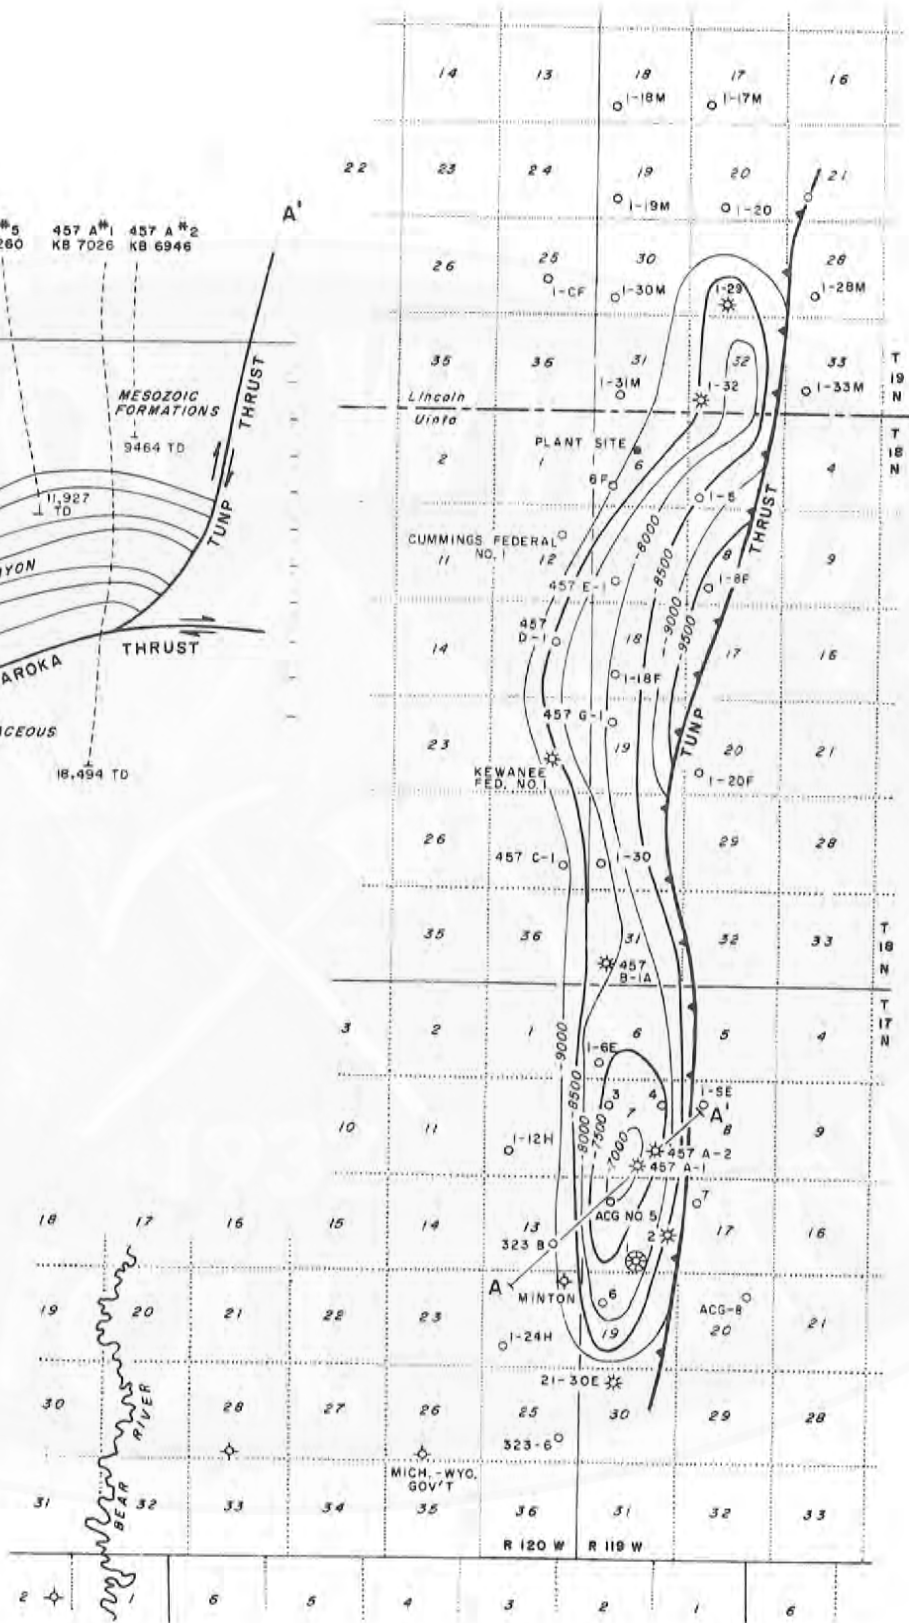 14 13 18 17 16
1-18M 1-17M
22 23 24 19 20 21
1-19M 1-20
A'
#5 457 A#1 457 A#2
260 KB 7026 KB 6946
26 25 30 28
1-CF 1-30M 1-29 1-28M
35 36 31 32 33
1-31M 1-32 1-33M
T
19
N
Lincoln
Uinta
MESOZOIC
FORMATIONS
9464 TD
THRUST
TUNP
11,927
TD
YON
AROKA
THRUST
CEOUS
18,494 TD
PLANT SITE
2 1 6 4
T
18
N
6F 1-5
CUMMINGS FEDERAL
NO. 1
11 12 8 9
457 E-1 1-8F
-8000
-8500
-9000
-9500
THRUST
457
D-1
14 18 17 16
1-18F
457 G-1
TUNP
23 19 20 21
KEWANEE
FED. NO. 1
1-20F
26 29 28
457 C-1 1-30
35 36 31 32 33
457
B-1A
T
18
N
T
17
N
3 2 1 6 5 4
1-6E
-9000
-8500
-8000
-7500
-7000
3 4 1-5E
A'
10 11 7 8 9
1-12H
457 A-2
457 A-1
7
ACG NO 5
18 17 16 15 14 13 17 16
323 B 2
1
A
MINTON
6
ACG-8
19 20 21 22 23 19 20 21
1-24H
21-30E
30 28 27 26 25 30 29 28
323-6
BEAR RIVER
MICH.-WYO.
GOV'T
31 32 33 34 35 36 31 32 33
R 120 W R 119 W
2 1 6 5 4 3 2 1 6